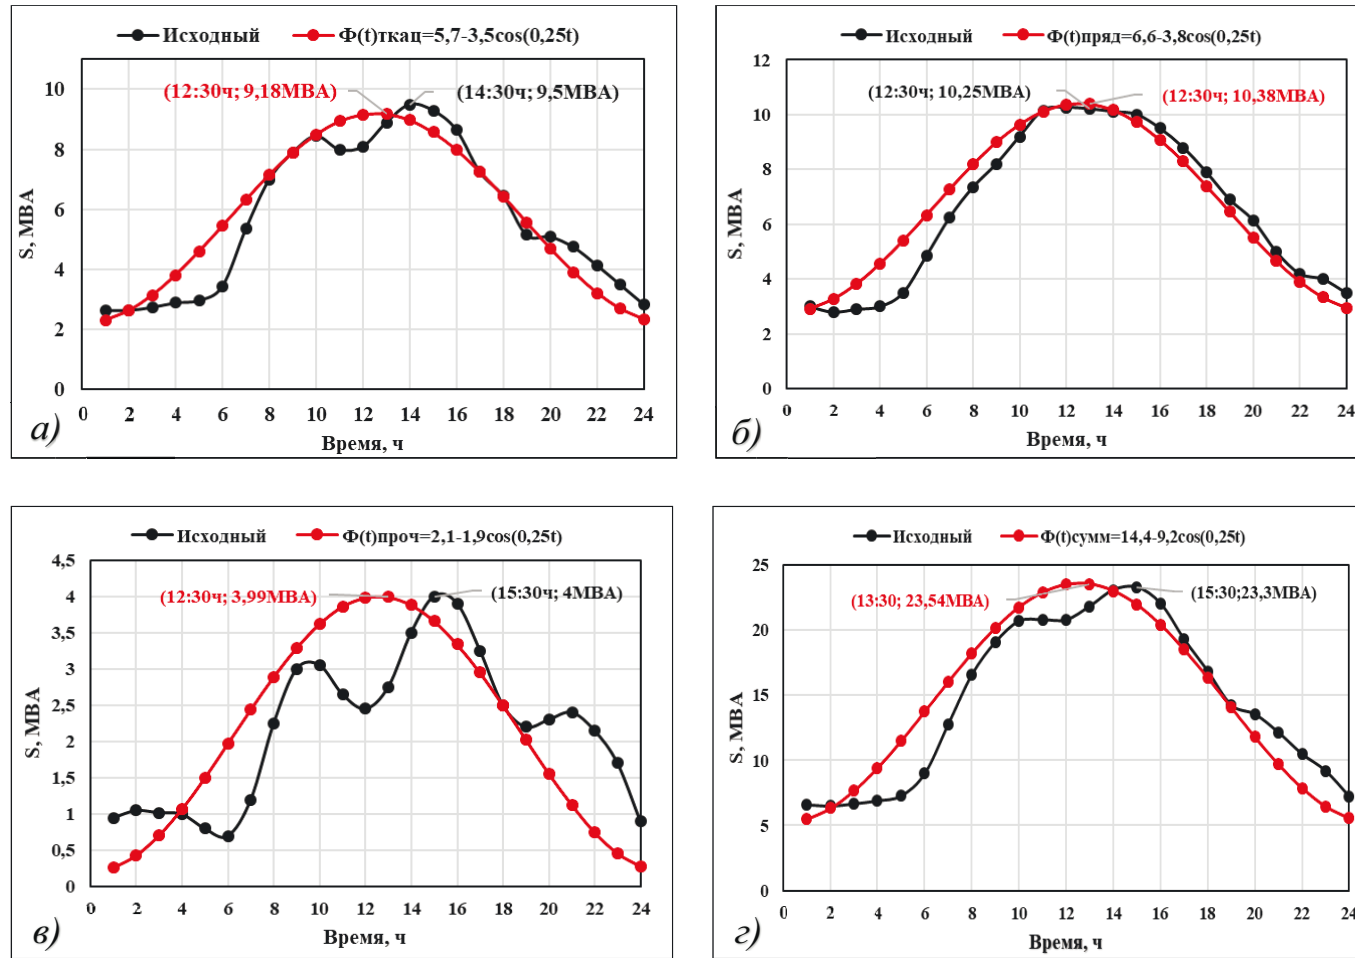 Исходный Ф(t)ткац=5,7-3,5cos(0,25t)
(12:30ч; 9,18МВА)
(14:30ч; 9,5МВА)
S, МВА
10
8
6
4
2
0
0 2 4 6 8 10 12 14 16 18 20 22 24
Время, ч
а)
Исходный Ф(t)пряд=6,6-3,8cos(0,25t)
(12:30ч; 10,25МВА)
(12:30ч; 10,38МВА)
S, МВА
12
10
8
6
4
2
0
0 2 4 6 8 10 12 14 16 18 20 22 24
Время, ч
б)
Исходный Ф(t)проч=2,1-1,9cos(0,25t)
(12:30ч; 3,99МВА)
(15:30ч; 4МВА)
S, МВА
4,5
4
3,5
3
2,5
2
1,5
1
0,5
0
0 2 4 6 8 10 12 14 16 18 20 22 24
Время, ч
в)
Исходный Ф(t)сумм=14,4-9,2cos(0,25t)
(13:30; 23,54МВА)
(15:30;23,3МВА)
S, МВА
25
20
15
10
5
0
0 2 4 6 8 10 12 14 16 18 20 22 24
Время, ч
г)